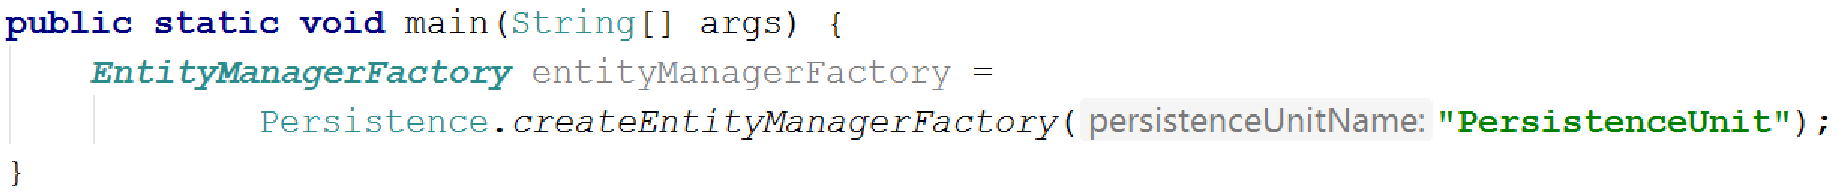 public static void main(String[] args) {
    EntityManagerFactory entityManagerFactory =
            Persistence.createEntityManagerFactory( persistenceUnitName: "PersistenceUnit");
}